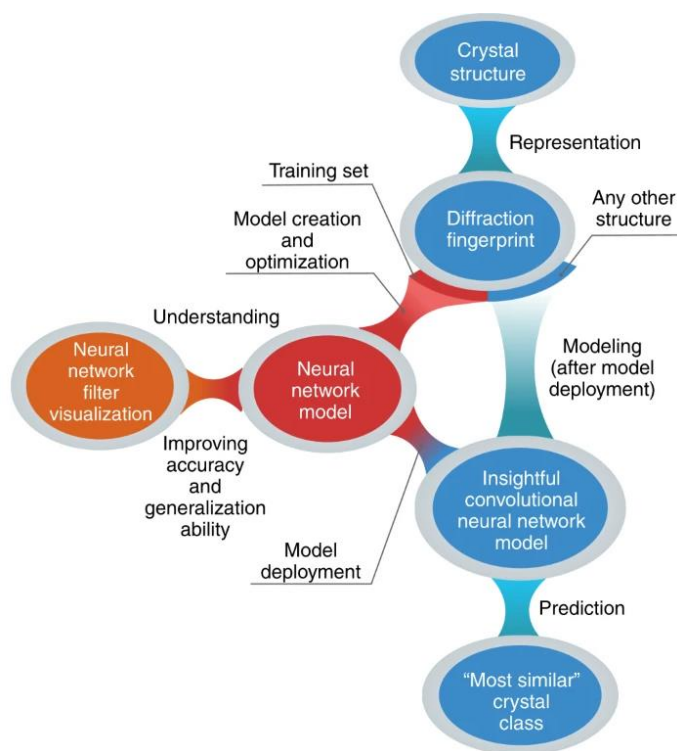 Crystal
structure
Representation
Training set
Any other
structure
Diffraction
fingerprint
Model creation
and
optimization
Understanding
Modeling
(after model
deployment)
Neural
network
filter
visualization
Neural
network
model
Improving
accuracy
and
generalization
ability
Insightful
convolutional
neural network
model
Model
deployment
Prediction
“Most similar”
crystal
class